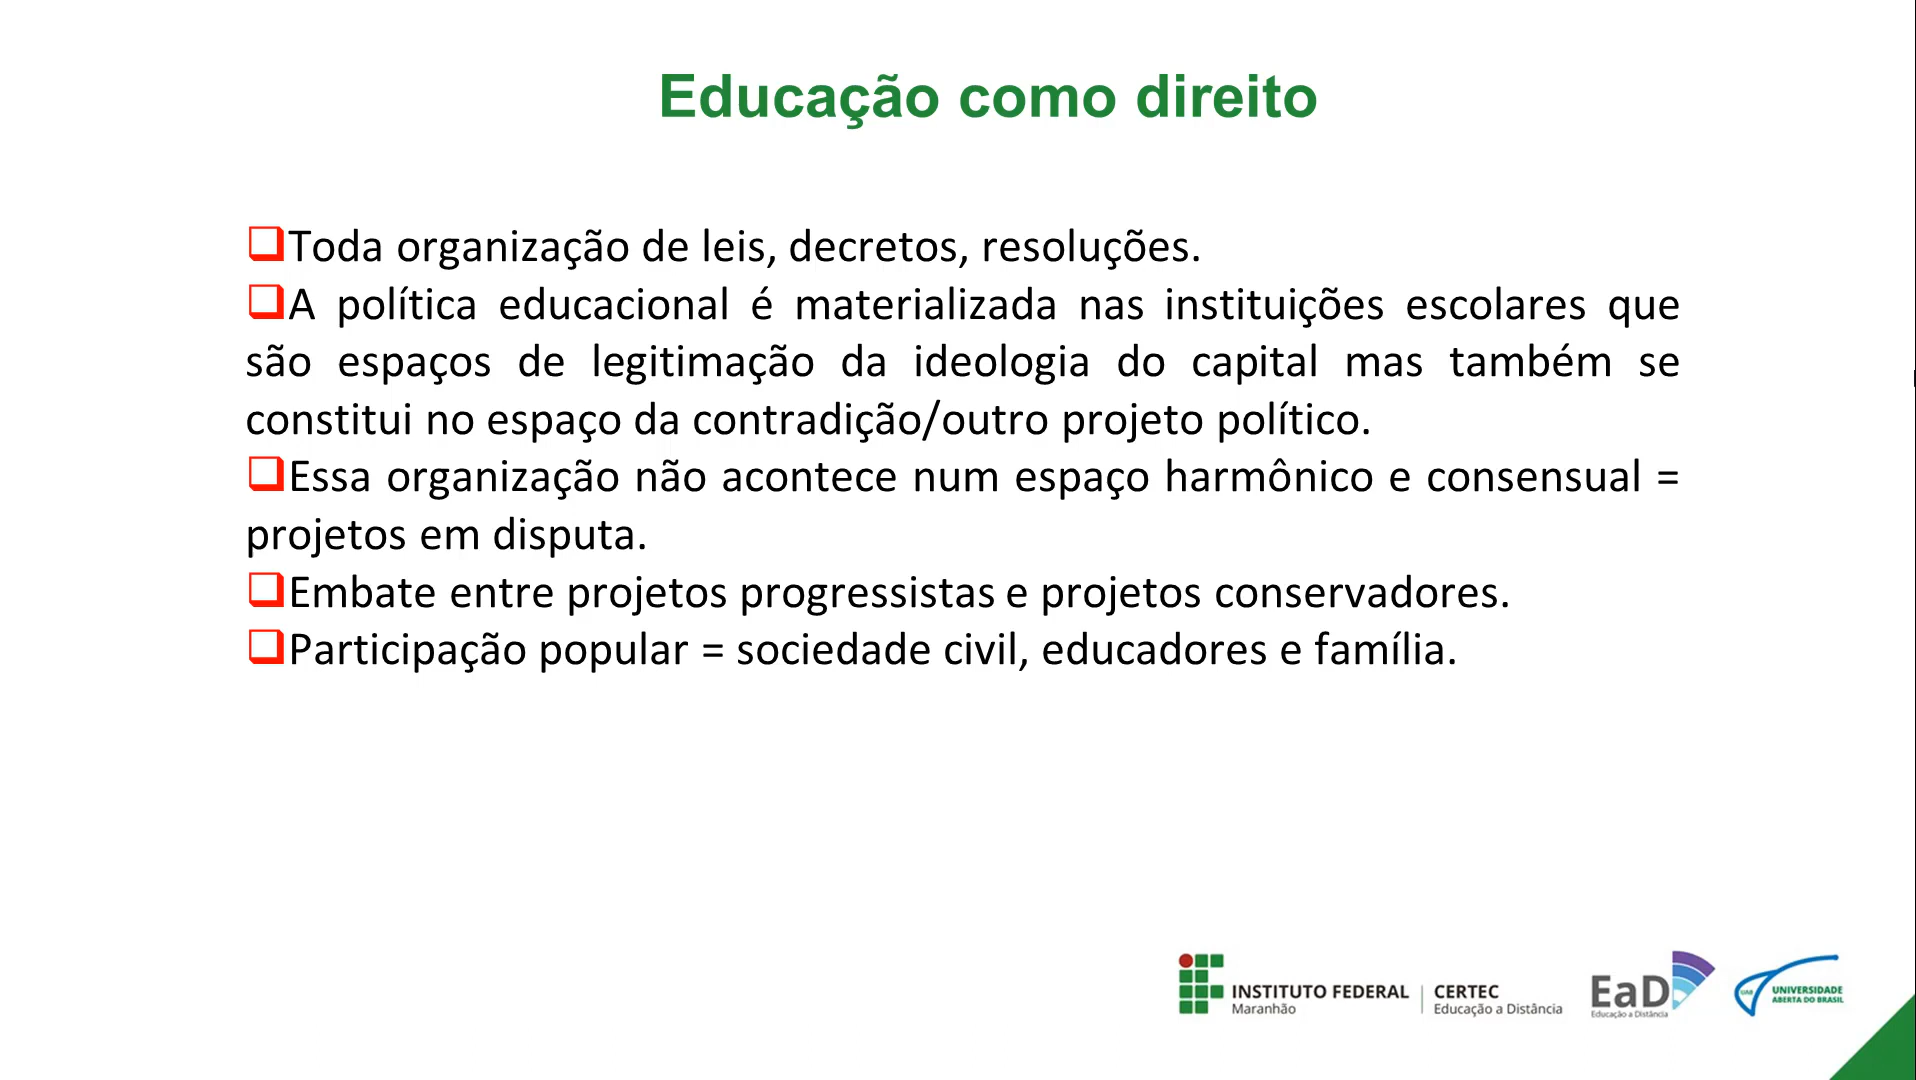 Educação como direito
Toda organização de leis, decretos, resoluções.
A política educacional é materializada nas instituições escolares que
são espaços de legitimação da ideologia do capital mas também se
constitui no espaço da contradição/outro projeto político.
Essa organização não acontece num espaço harmônico e consensual =
projetos em disputa.
Embate entre projetos progressistas e projetos conservadores.
Participação popular = sociedade civil, educadores e família.
INSTITUTO FEDERAL
Maranhão
CERTEC
Educação a Distância
EaD
Educação a Distância
UAB
UNIVERSIDADE
ABERTA DO BRASIL